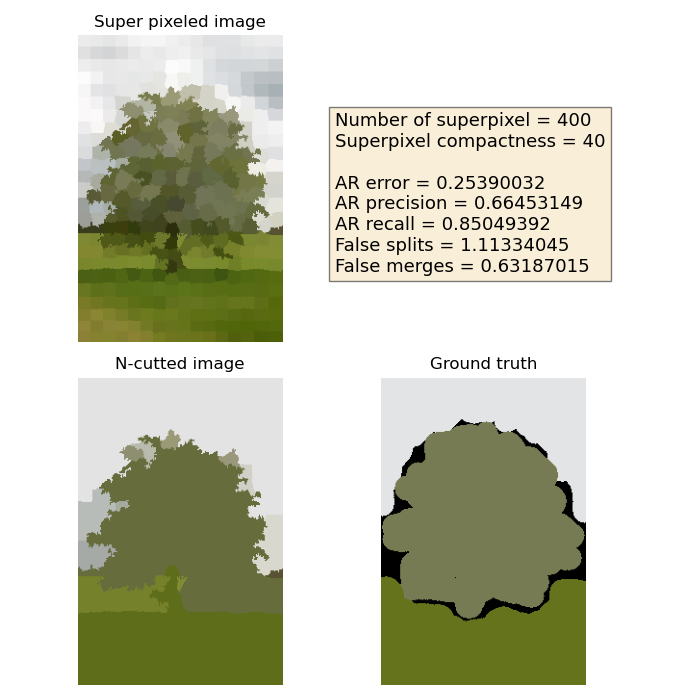 Super pixeled image
Number of superpixel = 400
Superpixel compactness = 40
AR error = 0.25390032
AR precision = 0.66453149
AR recall = 0.85049392
False splits = 1.11334045
False merges = 0.63187015
N-cutted image
Ground truth